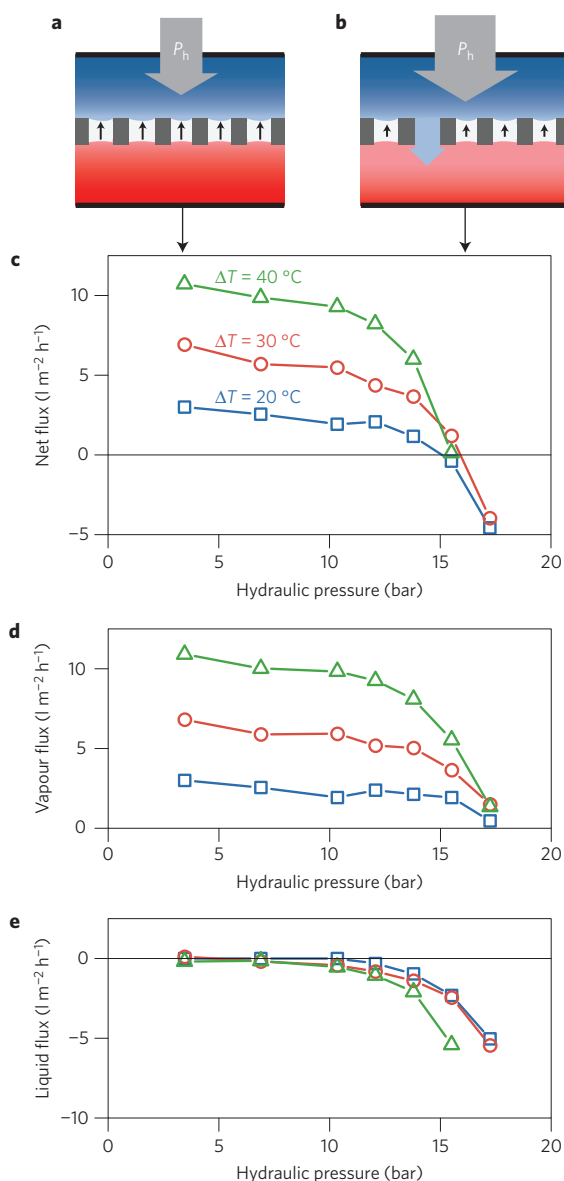 a
b
Pₕ
Pₕ
c
ΔT = 40 °C
ΔT = 30 °C
ΔT = 20 °C
10
5
0
−5
Net flux (l m⁻² h⁻¹)
0
5
10
15
20
Hydraulic pressure (bar)
d
10
5
0
Vapour flux (l m⁻² h⁻¹)
0
5
10
15
20
Hydraulic pressure (bar)
e
0
−5
−10
Liquid flux (l m⁻² h⁻¹)
0
5
10
15
20
Hydraulic pressure (bar)